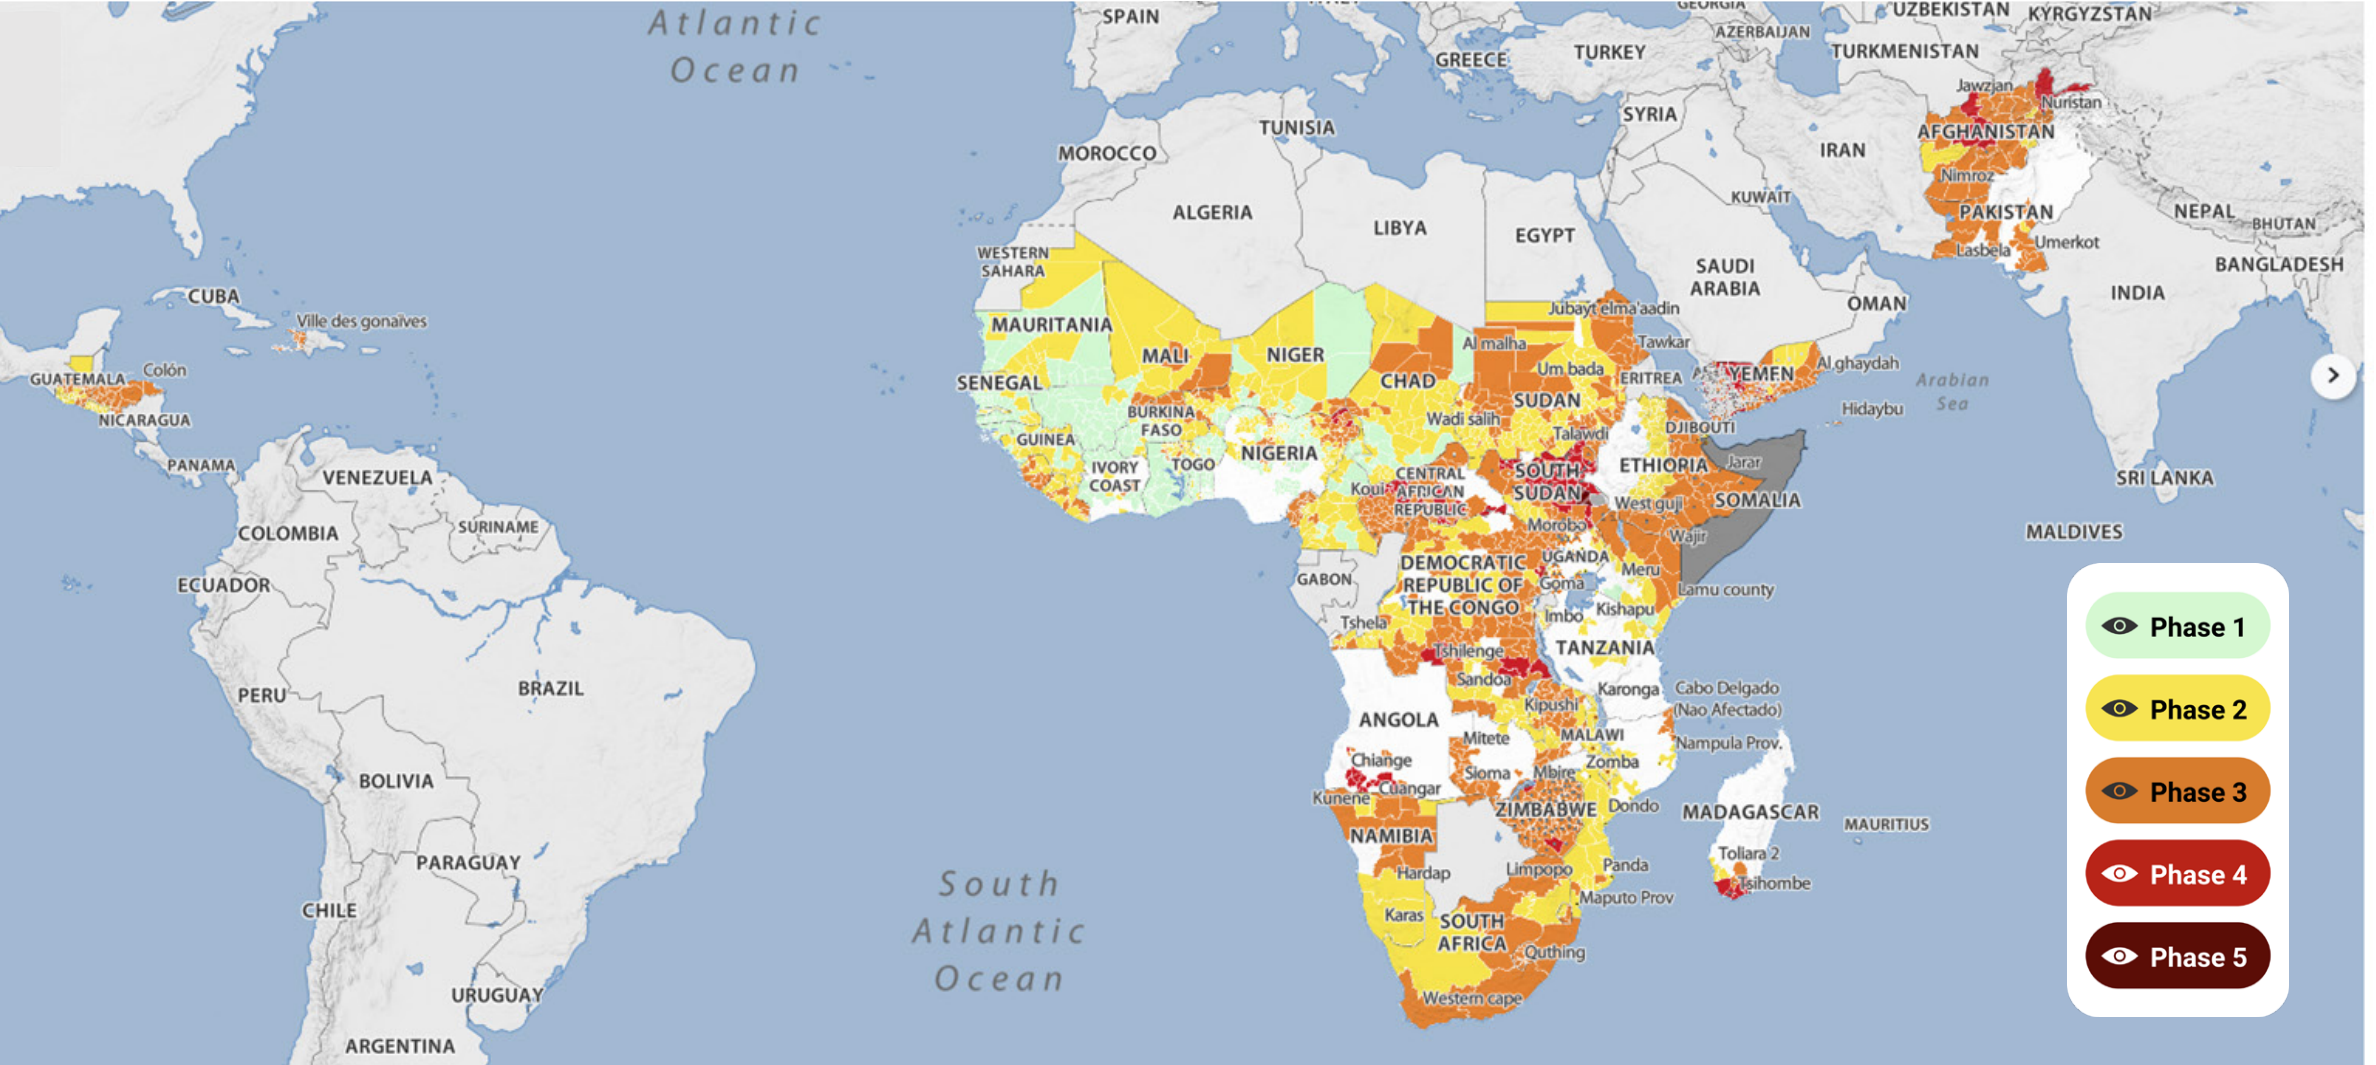 Atlantic
Ocean
SPAIN
GREECE
TURKEY
GEORGIA
AZERBAIJAN
UZBEKISTAN
KYRGYZSTAN
TURKMENISTAN
SYRIA
IRAN
Jawzjan
Nuristan
AFGHANISTAN
Nimroz
PAKISTAN
Lasbela
Umerkot
NEPAL
BHUTAN
BANGLADESH
INDIA
SRI LANKA
MALDIVES
TUNISIA
MOROCCO
ALGERIA
LIBYA
EGYPT
KUWAIT
SAUDI
ARABIA
OMAN
WESTERN
SAHARA
MAURITANIA
MALI
NIGER
CHAD
SENEGAL
BURKINA
FASO
GUINEA
IVORY
COAST
TOGO
NIGERIA
Jubayt elma'aadin
Al malha
Tawkar
Um bada
ERITREA
SUDAN
Wadi salih
Talawdi
YEMEN
Al ghaydah
Arabian
Sea
Hidaybu
DJIBOUTI
ETHIOPIA
Jarar
SOMALIA
West guji
Wajir
SOUTH
SUDAN
CENTRAL
AFRICAN
REPUBLIC
Koui
Morobo
UGANDA
Meru
Lamu county
GABON
DEMOCRATIC
REPUBLIC OF
THE CONGO
Goma
Imbo
Kishapu
Tshela
TANZANIA
Tshilenge
Sandoa
Karonga
Cabo Delgado
(Nao Afectado)
Kipushi
ANGOLA
Mitete
MALAWI
Nampula Prov.
Chiange
Sioma
Mbire
Zomba
Kunene
Cuangar
ZIMBABWE
Dondo
MADAGASCAR
MAURITIUS
NAMIBIA
Hardap
Limpopo
Panda
Toliara 2
Tsihombe
Maputo Prov
Karas
SOUTH
AFRICA
Quthing
Western cape
South
Atlantic
Ocean
CUBA
Ville des gonaïves
GUATEMALA
Colón
NICARAGUA
PANAMA
VENEZUELA
COLOMBIA
SURINAME
ECUADOR
PERU
BRAZIL
BOLIVIA
PARAGUAY
CHILE
URUGUAY
ARGENTINA
Phase 1
Phase 2
Phase 3
Phase 4
Phase 5